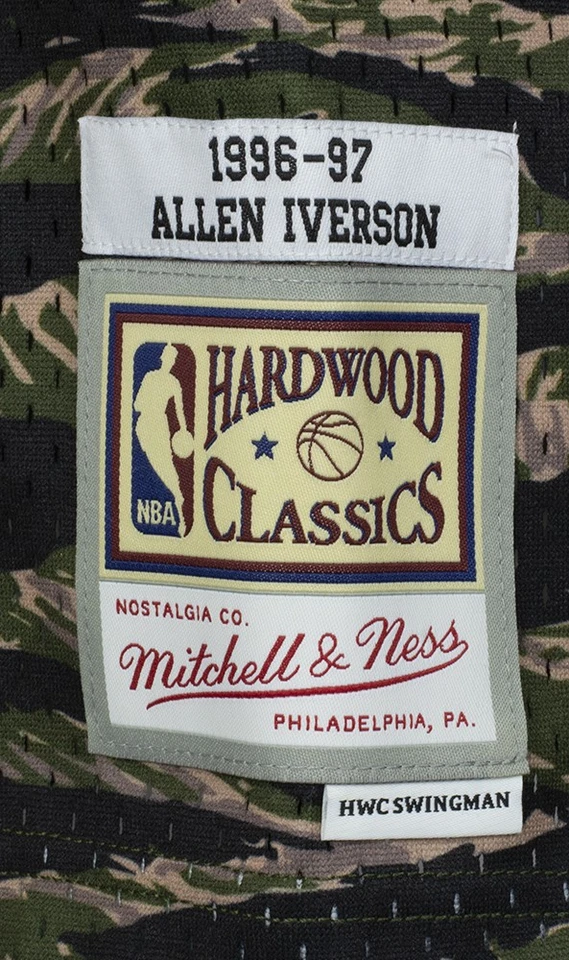 1996-97
ALLEN IVERSON
HARDWOOD
CLASSICS
NBA
NOSTALGIA CO.
Mitchell & Ness
PHILADELPHIA, PA.
HWC SWINGMAN